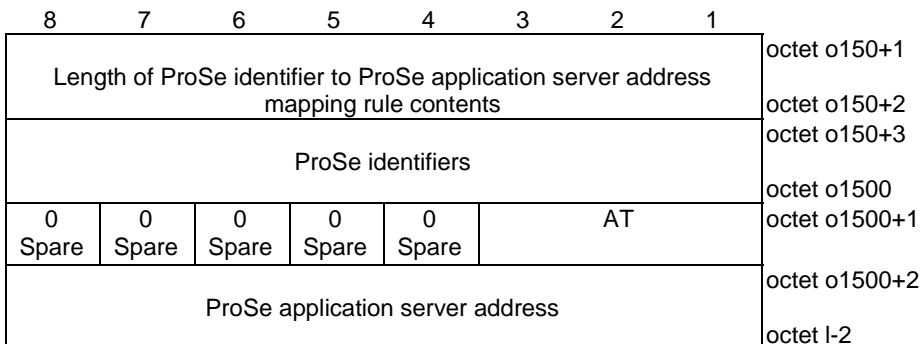 8 7 6 5 4 3 2 1
octet o150+1
Length of ProSe identifier to ProSe application server address
mapping rule contents
octet o150+2
octet o150+3
ProSe identifiers
octet o1500
0 0 0 0 0 AT octet o1500+1
Spare Spare Spare Spare Spare
octet o1500+2
ProSe application server address
octet l-2